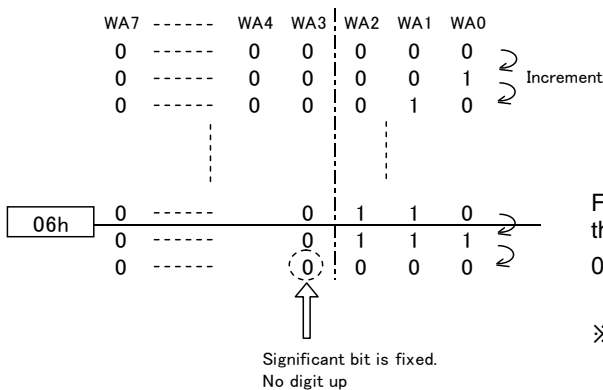 WA7 ------ WA4 WA3 WA2 WA1 WA0
0 ------ 0 0 0 0 0
0 ------ 0 0 0 0 1
0 ------ 0 0 0 1 0
Increment
06h
0 ------ 0 1 1 0
0 ------ 0 1 1 1
0 ------ 0 0 0 0
Significant bit is fixed.
No digit up
F
th
0
※